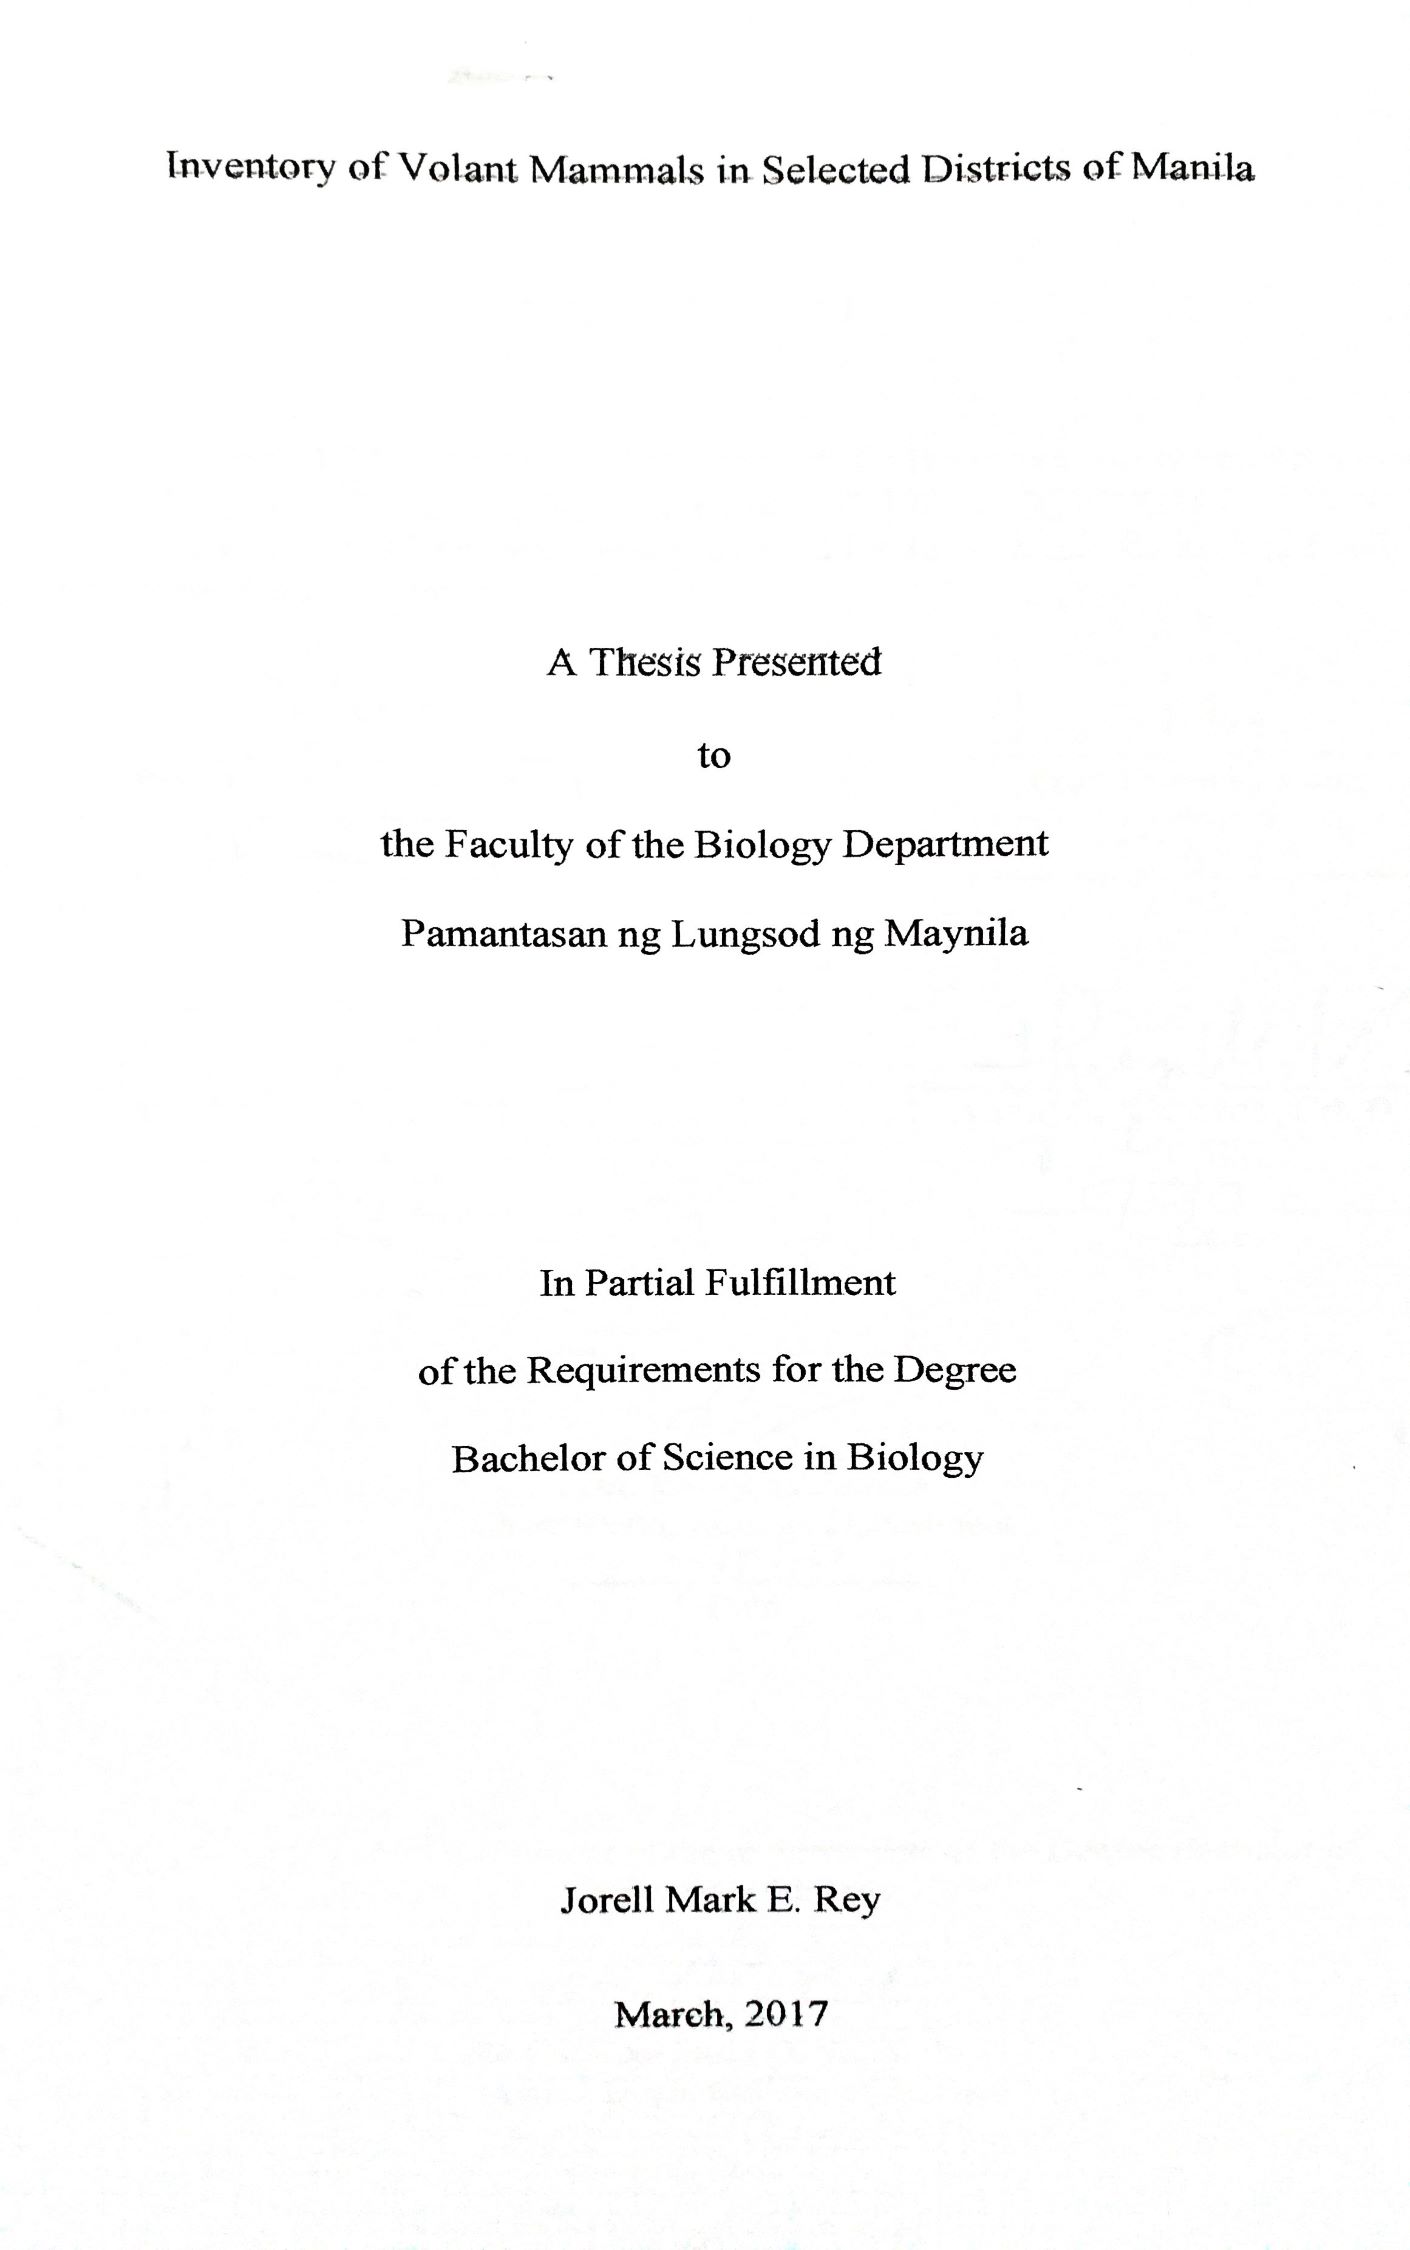 Inventory of Volant Mammals in Selected Districts of Manila
A Thesis Presented
to
the Faculty of the Biology Department
Pamantasan ng Lungsod ng Maynila
In Partial Fulfillment
of the Requirements for the Degree
Bachelor of Science in Biology
Jorell Mark E. Rey
March, 2017